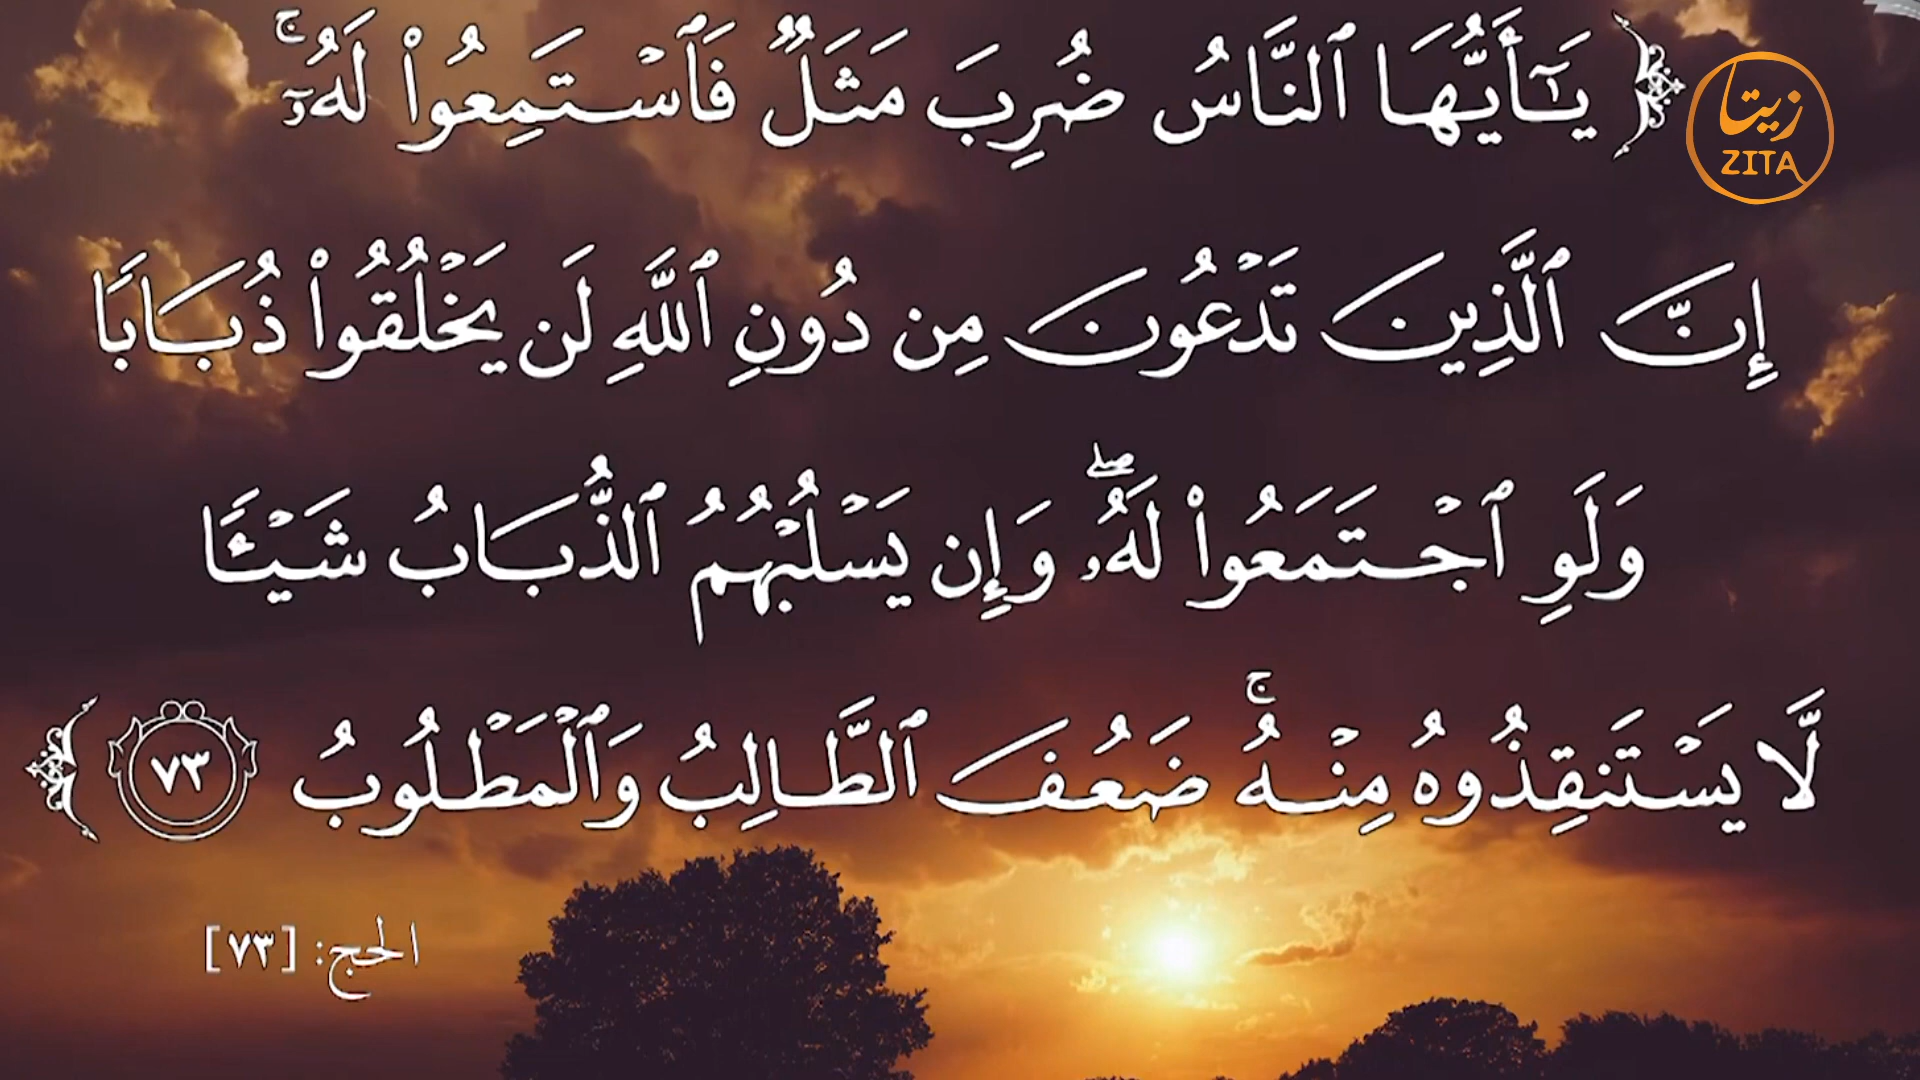 ﴿ يَـٰٓأَيُّهَا ٱلنَّاسُ ضُرِبَ مَثَلٌ فَٱسْتَمِعُوا۟ لَهُۥٓ ۚ
زيتا
ZITA
إِنَّ ٱلَّذِينَ تَدْعُونَ مِن دُونِ ٱللَّهِ لَن يَخْلُقُوا۟ ذُبَابًا
وَلَوِ ٱجْتَمَعُوا۟ لَهُۥ ۖ وَإِن يَسْلُبْهُمُ ٱلذُّبَابُ شَيْـًٔا
لَّا يَسْتَنقِذُوهُ مِنْهُ ۚ ضَعُفَ ٱلطَّالِبُ وَٱلْمَطْلُوبُ ٧٣ ﴾
الحج: [٧٣]